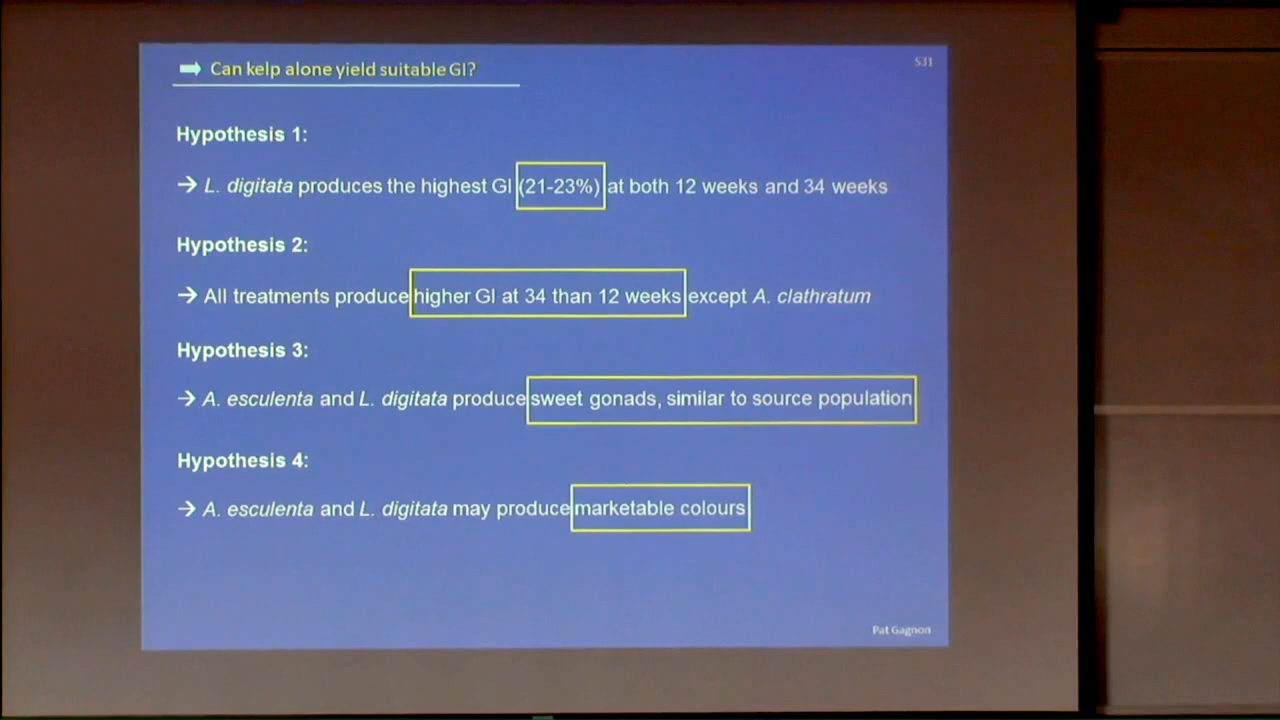 ➡ Can kelp alone yield suitable GI?
S31
Hypothesis 1:
→ L. digitata produces the highest GI (21-23%) at both 12 weeks and 34 weeks
Hypothesis 2:
→ All treatments produce higher GI at 34 than 12 weeks except A. clathratum
Hypothesis 3:
→ A. esculenta and L. digitata produce sweet gonads, similar to source population
Hypothesis 4:
→ A. esculenta and L. digitata may produce marketable colours
Pat Gagnon